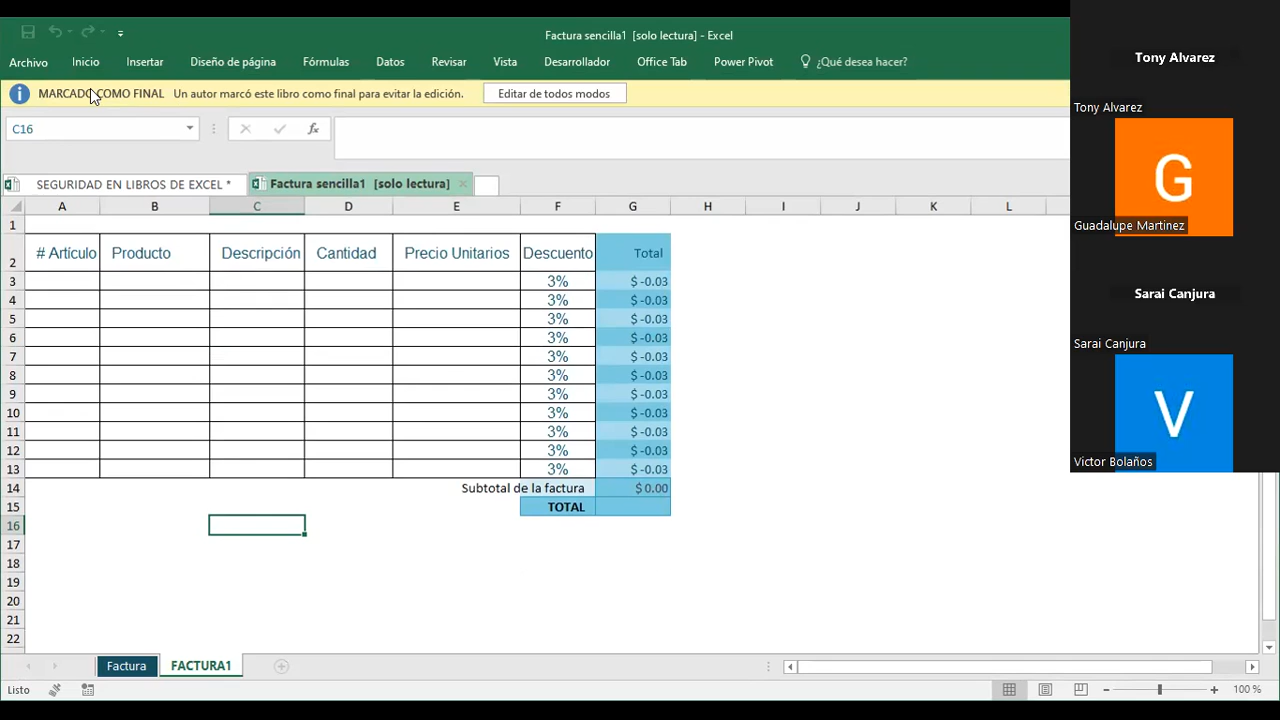 Factura sencilla1 [solo lectura] - Excel
Archivo Inicio Insertar Diseño de página Fórmulas Datos Revisar Vista Desarrollador Office Tab Power Pivot ¿Qué desea hacer?
MARCADO COMO FINAL Un autor marcó este libro como final para evitar la edición. Editar de todos modos
C16 fx
SEGURIDAD EN LIBROS DE EXCEL * Factura sencilla1 [solo lectura]
A B C D E F G H I J K L
1
2 # Artículo Producto Descripción Cantidad Precio Unitarios Descuento Total
3 3% $ -0.03
4 3% $ -0.03
5 3% $ -0.03
6 3% $ -0.03
7 3% $ -0.03
8 3% $ -0.03
9 3% $ -0.03
10 3% $ -0.03
11 3% $ -0.03
12 3% $ -0.03
13 3% $ -0.03
14 Subtotal de la factura $ 0.00
15 TOTAL
16
17
18
19
20
21
22
Factura FACTURA1
Listo 100 %
Tony Alvarez
Tony Alvarez
G
Guadalupe Martinez
Sarai Canjura
Sarai Canjura
V
Victor Bolaños